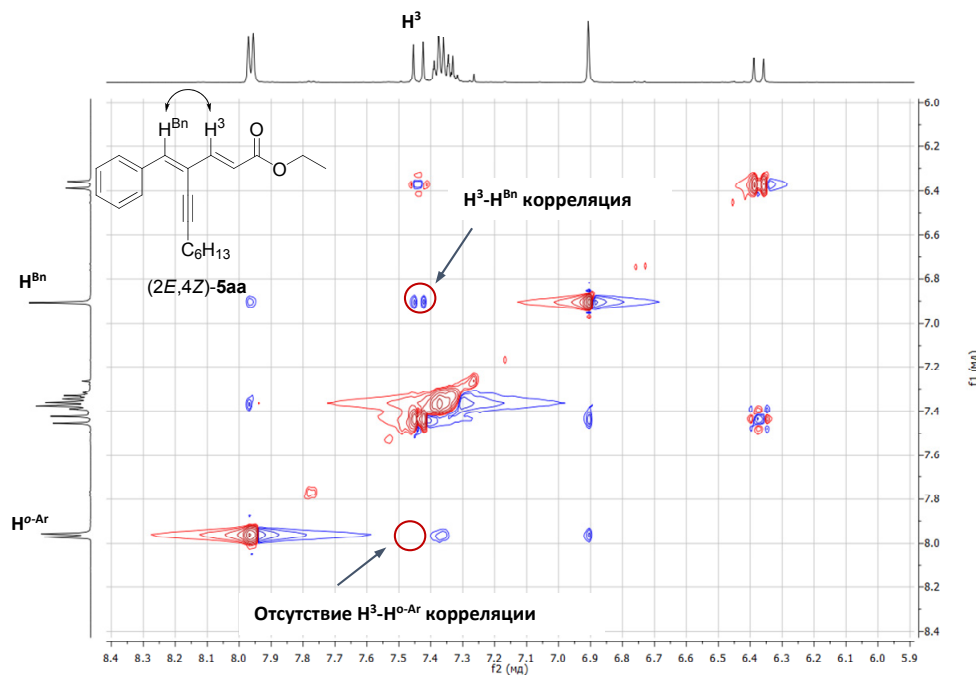 H³
H^Bn
H³
O
O
C₆H₁₃
(2E,4Z)-5aa
H³-H^Bn корреляция
H^Bn
H^o-Ar
Отсутствие H³-H^o-Ar корреляции
6.0
6.2
6.4
6.6
6.8
7.0
7.2
7.4
7.6
7.8
8.0
8.2
8.4
f1 (мд)
8.4 8.3 8.2 8.1 8.0 7.9 7.8 7.7 7.6 7.5 7.4 7.3 7.2 7.1 7.0 6.9 6.8 6.7 6.6 6.5 6.4 6.3 6.2 6.1 6.0 5.9
f2 (мд)